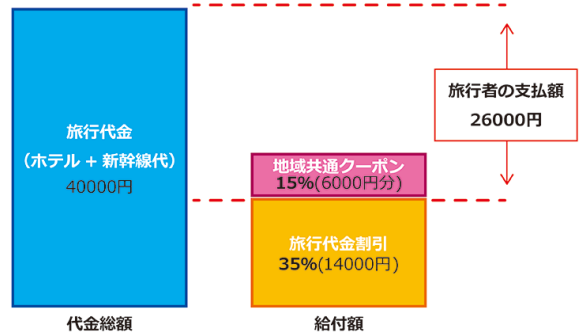 旅行代金
（ホテル + 新幹線代）
40000円
代金総額
地域共通クーポン
15%(6000円分)
旅行代金割引
35%(14000円)
給付額
旅行者の支払額
26000円